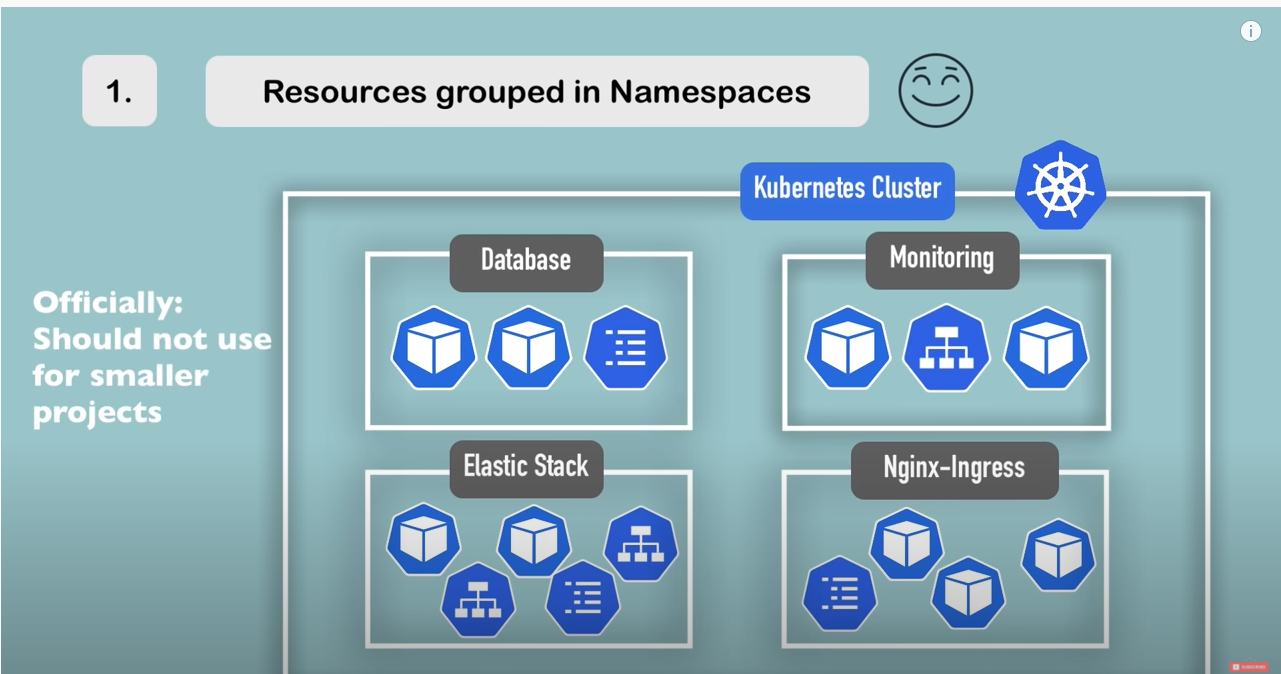 1.
Resources grouped in Namespaces
Kubernetes Cluster
Officially:
Should not use
for smaller
projects
Database
Monitoring
Elastic Stack
Nginx-Ingress
SUBSCRIBE